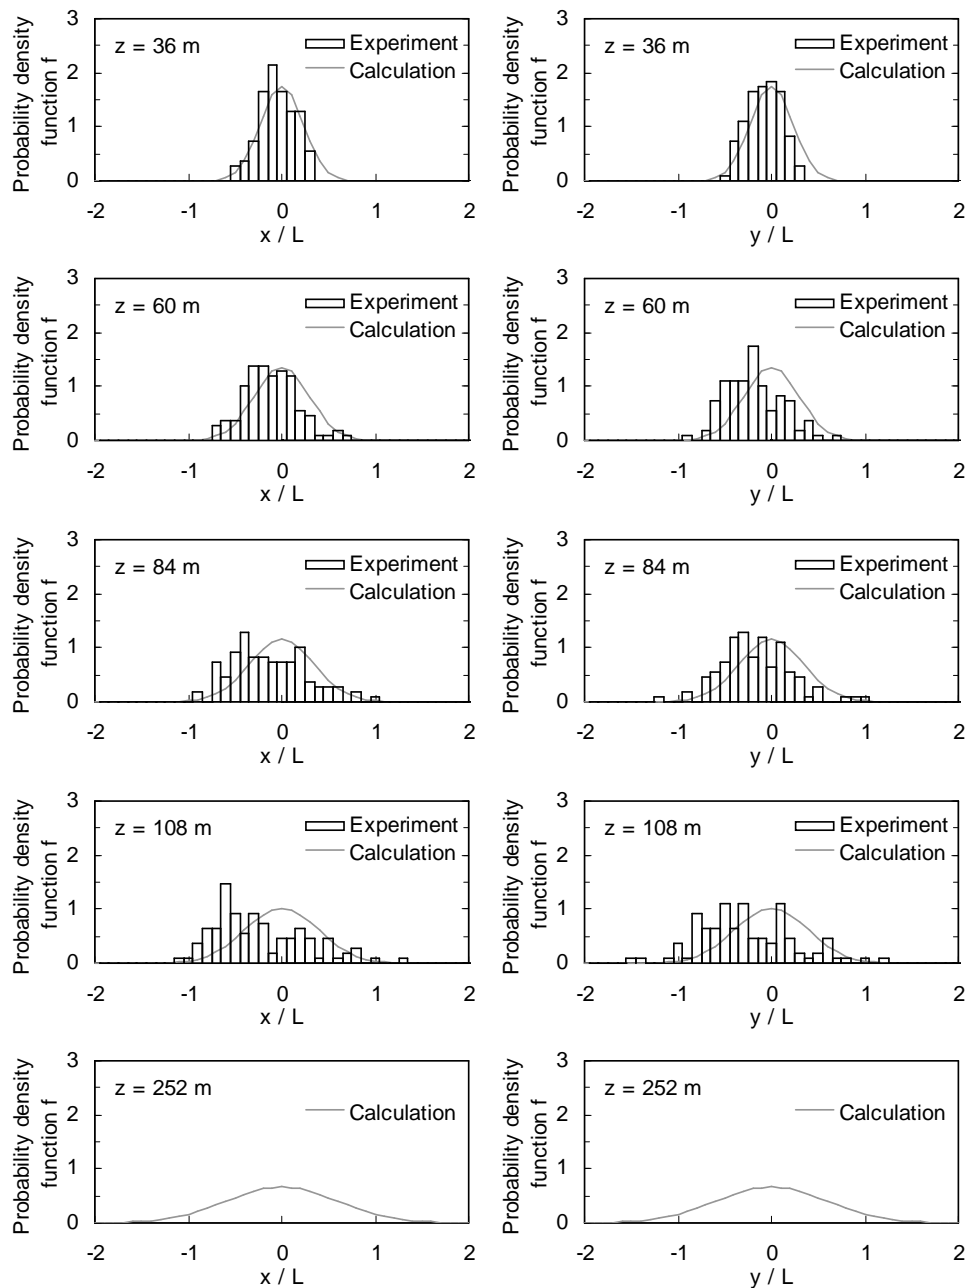 Probability density
function f
3
2
1
0
z = 36 m
Experiment
Calculation
-2 -1 0 1 2
x / L
Probability density
function f
3
2
1
0
z = 36 m
Experiment
Calculation
-2 -1 0 1 2
y / L
Probability density
function f
3
2
1
0
z = 60 m
Experiment
Calculation
-2 -1 0 1 2
x / L
Probability density
function f
3
2
1
0
z = 60 m
Experiment
Calculation
-2 -1 0 1 2
y / L
Probability density
function f
3
2
1
0
z = 84 m
Experiment
Calculation
-2 -1 0 1 2
x / L
Probability density
function f
3
2
1
0
z = 84 m
Experiment
Calculation
-2 -1 0 1 2
y / L
Probability density
function f
3
2
1
0
z = 108 m
Experiment
Calculation
-2 -1 0 1 2
x / L
Probability density
function f
3
2
1
0
z = 108 m
Experiment
Calculation
-2 -1 0 1 2
y / L
Probability density
function f
3
2
1
0
z = 252 m
Calculation
-2 -1 0 1 2
x / L
Probability density
function f
3
2
1
0
z = 252 m
Calculation
-2 -1 0 1 2
y / L